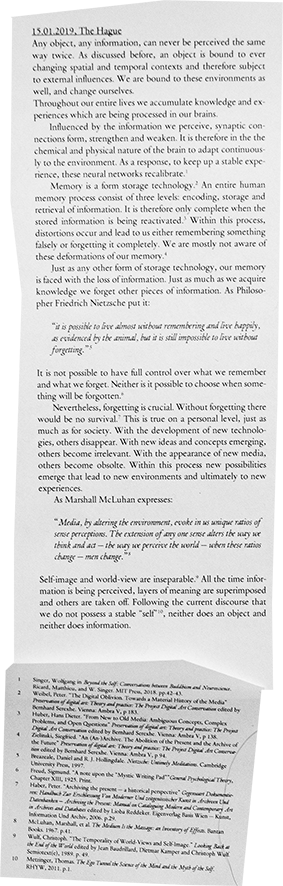 15.01.2019, The Hague
Any object, any information, can never be perceived the same
way twice. As discussed before, an object is bound to ever
changing spatial and temporal contexts and therefore subject
to external influences. We are bound to these environments as
well, and change ourselves.
Throughout our entire lives we accumulate knowledge and ex-
periences which are being processed in our brains.
Influenced by the information we perceive, synaptic con-
nections form, strengthen and weaken. It is therefore in the the
chemical and physical nature of the brain to adapt continuous-
ly to the environment. As a response, to keep up a stable expe-
rience, these neural networks recalibrate.¹
Memory is a form storage technology.² An entire human
memory process consist of three levels: encoding, storage and
retrieval of information. It is therefore only complete when the
stored information is being reactivated.³ Within this process,
distortions occur and lead to us either remembering something
falsely or forgetting it completely. We are mostly not aware of
these deformations of our memory.⁴
Just as any other form of storage technology, our memory
is faced with the loss of information. Just as much as we acquire
knowledge we forget other pieces of information. As Philoso-
pher Friedrich Nietzsche put it:
"it is possible to live almost without remembering and live happily,
as evidenced by the animal, but it is still impossible to live without
forgetting."⁵
It is not possible to have full control over what we remember
and what we forget. Neither is it possible to choose when some-
thing will be forgotten.⁶
Nevertheless, forgetting is crucial. Without forgetting there
would be no survival.⁷ This is true on a personal level, just as
much as for society. With the development of new technolo-
gies, others disappear. With new ideas and concepts emerging,
others become irrelevant. With the appearance of new media,
others become obsolte. Within this process new possibilities
emerge that lead to new environments and ultimately to new
experiences.
As Marshall McLuhan expresses:
"Media, by altering the environment, evoke in us unique ratios of
sense perceptions. The extension of any one sense alters the way we
think and act — the way we perceive the world — when these ratios
change — men change."⁸
Self-image and world-view are inseparable.⁹ All the time infor-
mation is being perceived, layers of meaning are superimposed
and others are taken off. Following the current discourse that
we do not possess a stable "self"¹⁰, neither does an object and
neither does information.
1 Singer, Wolfgang in Beyond the Self: Conversations between Buddhism and Neuroscience.
Ricard, Matthieu, and W. Singer. MIT Press, 2018. pp.42-43.
2 Weibel, Peter. "The Digital Oblivion. Towards a Material History of the Media"
Preservation of digital art: Theory and practice: The Project Digital Art Conservation edited by
Bernhard Serexhe. Vienna: Ambra V, p 183.
3 Huber, Hans Dieter. "From New to Old Media: Ambiguous Concepts, Complex
Problems, and Open Questions" Preservation of digital art: Theory and practice: The Project
Digital Art Conservation edited by Bernhard Serexhe. Vienna: Ambra V, p. 138.
4 Zielinski, Siegfried. "An (An-)Archive. The Abolition of the Present and the Archive of
the Future" Preservation of digital art: Theory and practice: The Project Digital Art Conserva-
tion edited by Bernhard Serexhe. Vienna: Ambra V, p 94.
5 Breazeale, Daniel and R. J. Hollingdale. Nietzsche: Untimely Meditations. Cambridge
University Press, 1997.
6 Freud, Sigmund. "A note upon the "Mystic Writing Pad"" General Psychological Theory,
Chapter XIII, 1925. Print.
7 Haber, Peter. "Archiving the present — a historical perspective" Gegenwart Dokumentie-
ren: Handbuch Zur Erschliessung Von Moderner Und zeitgenössischer Kunst in Archiven Und
Datenbanken — Archiving the Present: Manual on Cataloguing Modern and Contemporary Art
in Archives and Databases edited by Lioba Reddeker. Eigenverlag Basis Wien — Kunst,
Information Und Archiv, 2006. p.29.
8 McLuhan, Marshall, et al. The Medium Is the Massage: an Inventory of Effects. Bantam
Books, 1967. p.41.
9 Wulf, Christoph. "The Temporality of World-Views and Self-Image." Looking Back at
the End of the World edited by Jean Baudrillard, Dietmar Kamper and Christoph Wulf.
Semiotext(e), 1989. p. 49.
10 Metzinger, Thomas. The Ego Tunnel the Science of the Mind and the Myth of the Self.
RHYW, 2011. p.1.